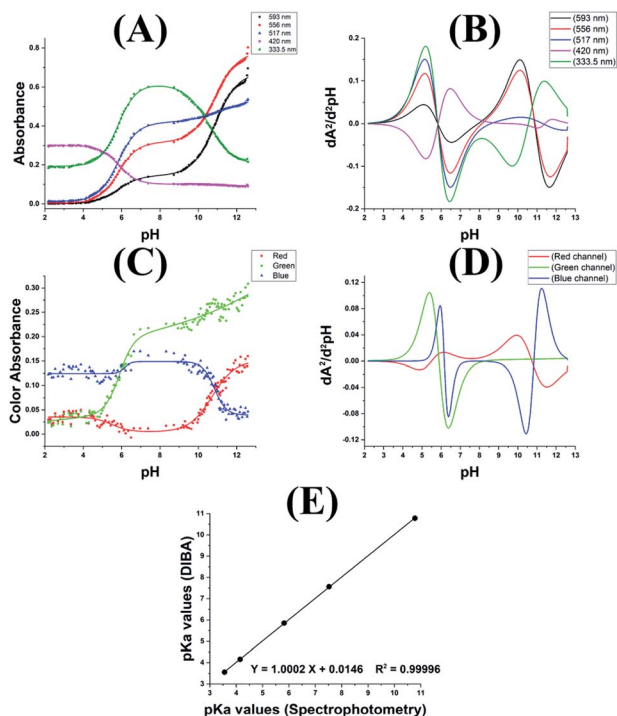 (A)
593 nm
556 nm
517 nm
420 nm
333.5 nm
0.8
0.6
0.4
0.2
0.0
Absorbance
2 4 6 8 10 12
pH
(B)
(593 nm)
(556 nm)
(517 nm)
(420 nm)
(333.5 nm)
0.2
0.1
0.0
-0.1
-0.2
dA²/d²pH
2 3 4 5 6 7 8 9 10 11 12 13
pH
(C)
Red
Green
Blue
0.30
0.25
0.20
0.15
0.10
0.05
0.00
Color Absorbance
2 4 6 8 10 12
pH
(D)
(Red channel)
(Green channel)
(Blue channel)
0.12
0.08
0.04
0.00
-0.04
-0.08
-0.12
dA²/d²pH
2 3 4 5 6 7 8 9 10 11 12 13
pH
(E)
11
10
9
8
7
6
5
4
3
pKa values (DIBA)
Y = 1.0002 X + 0.0146 R² = 0.99996
3 4 5 6 7 8 9 10 11
pKa values (Spectrophotometry)